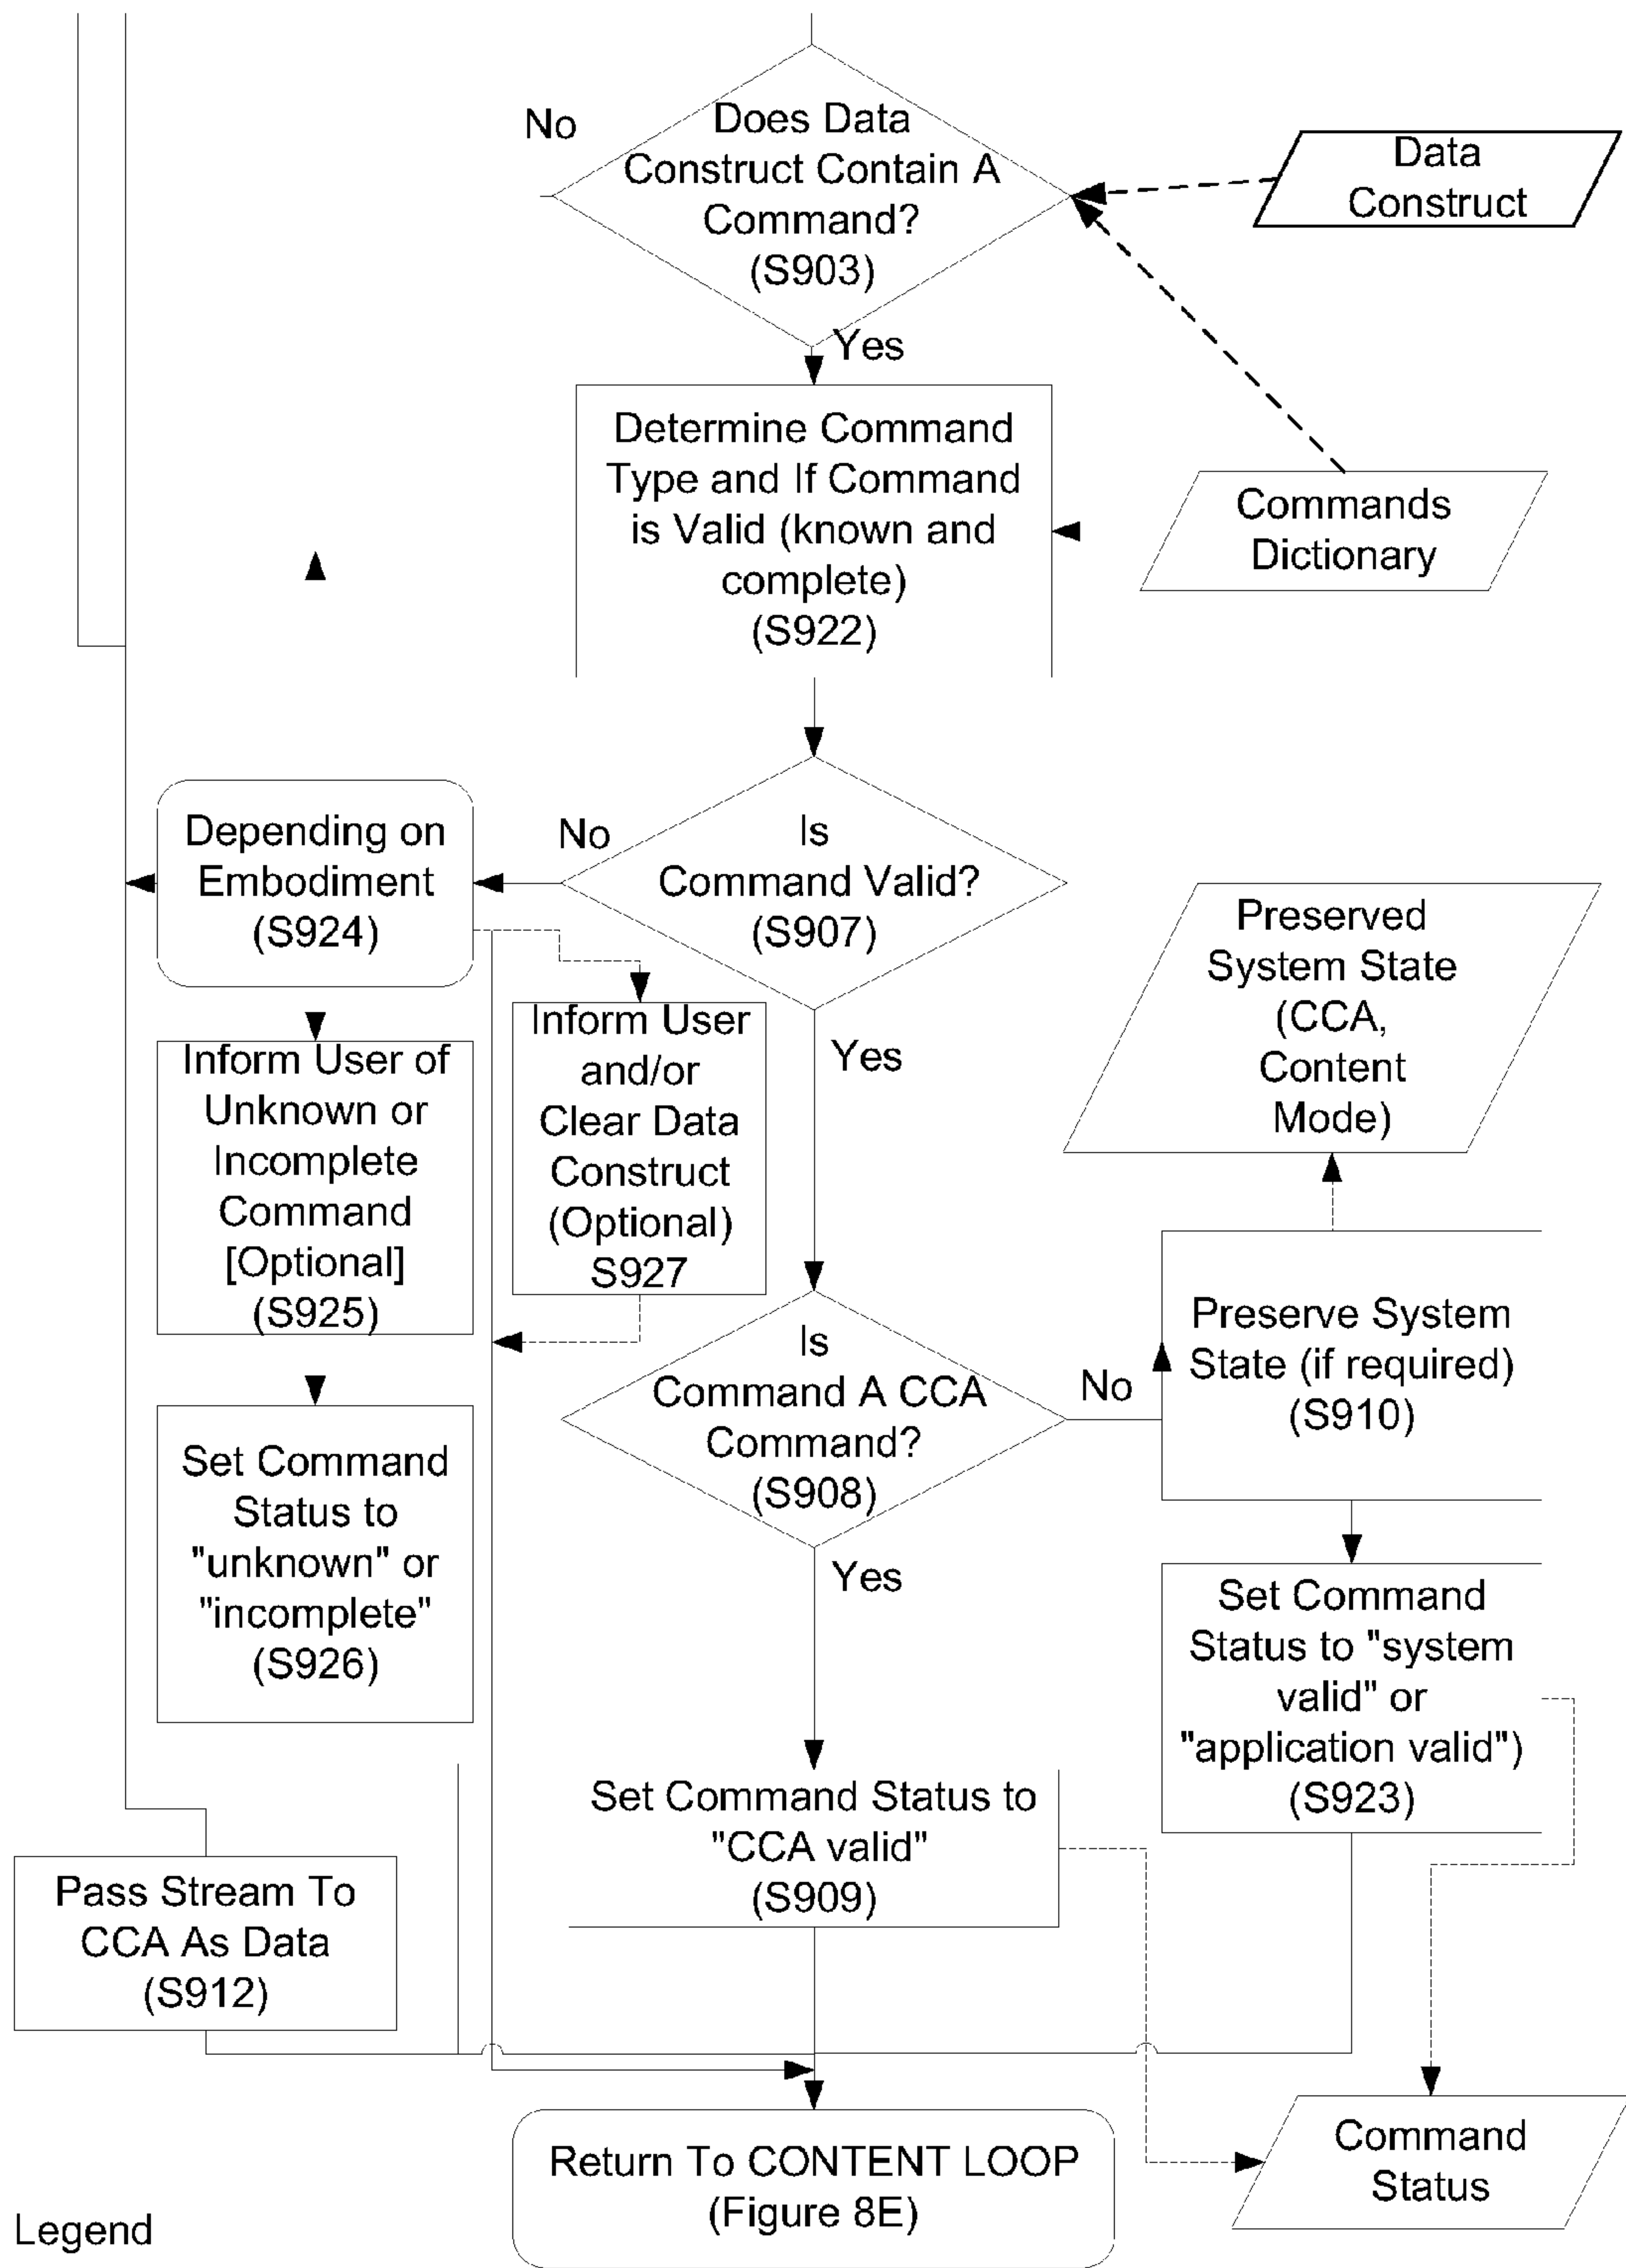 No
Does Data
Construct Contain A
Command?
(S903)
Data
Construct
Yes
Determine Command
Type and If Command
is Valid (known and
complete)
(S922)
Commands
Dictionary
Depending on
Embodiment
(S924)
No
Is
Command Valid?
(S907)
Preserved
System State
(CCA,
Content
Mode)
Inform User of
Unknown or
Incomplete
Command
[Optional]
(S925)
Inform User
and/or
Clear Data
Construct
(Optional)
S927
Yes
Is
Command A CCA
Command?
(S908)
No
Preserve System
State (if required)
(S910)
Set Command
Status to
"unknown" or
"incomplete"
(S926)
Yes
Set Command
Status to "system
valid" or
"application valid")
(S923)
Set Command Status to
"CCA valid"
(S909)
Pass Stream To
CCA As Data
(S912)
Return To CONTENT LOOP
(Figure 8E)
Command
Status
Legend